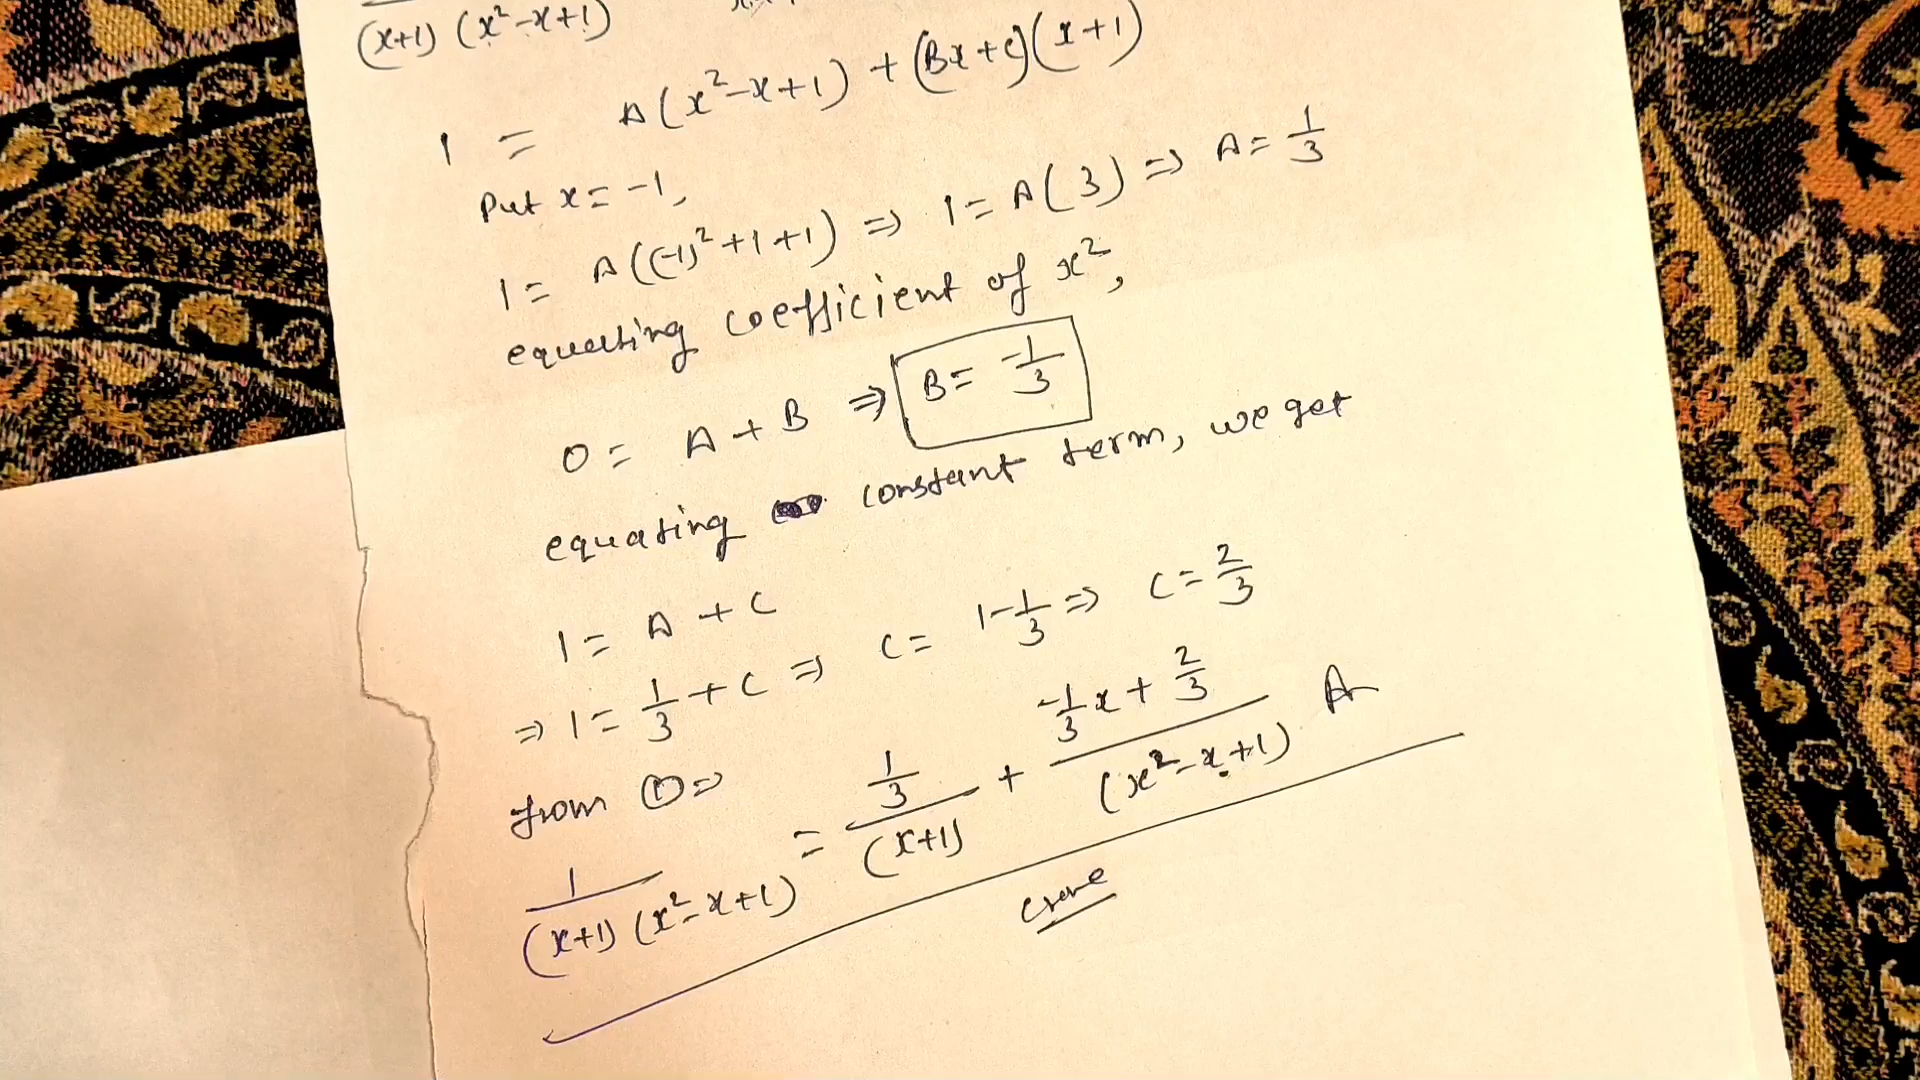 (x+1) (x²-x+1)
1 = A(x²-x+1) + (Bx+c)(x+1)
Put x = -1,
1 = A((-1)²+1+1) ⇒ 1 = A(3) ⇒ A = 1/3
equating coefficient of x²,
0 = A + B ⇒ B = -1/3
equating constant term, we get
1 = A + C
⇒ 1 = 1/3 + C ⇒ C = 1-1/3 ⇒ C = 2/3
from ① ⇒
1/(x+1)(x²-x+1) = 1/3/(x+1) + -1/3x + 2/3/(x²-x+1) A